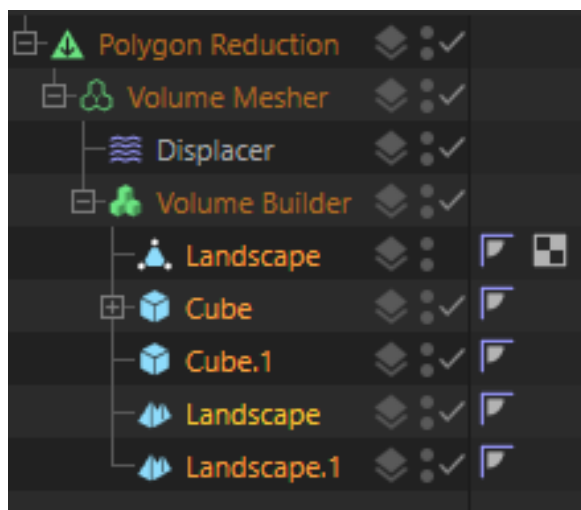 Polygon Reduction
Volume Mesher
Displacer
Volume Builder
Landscape
Cube
Cube.1
Landscape
Landscape.1